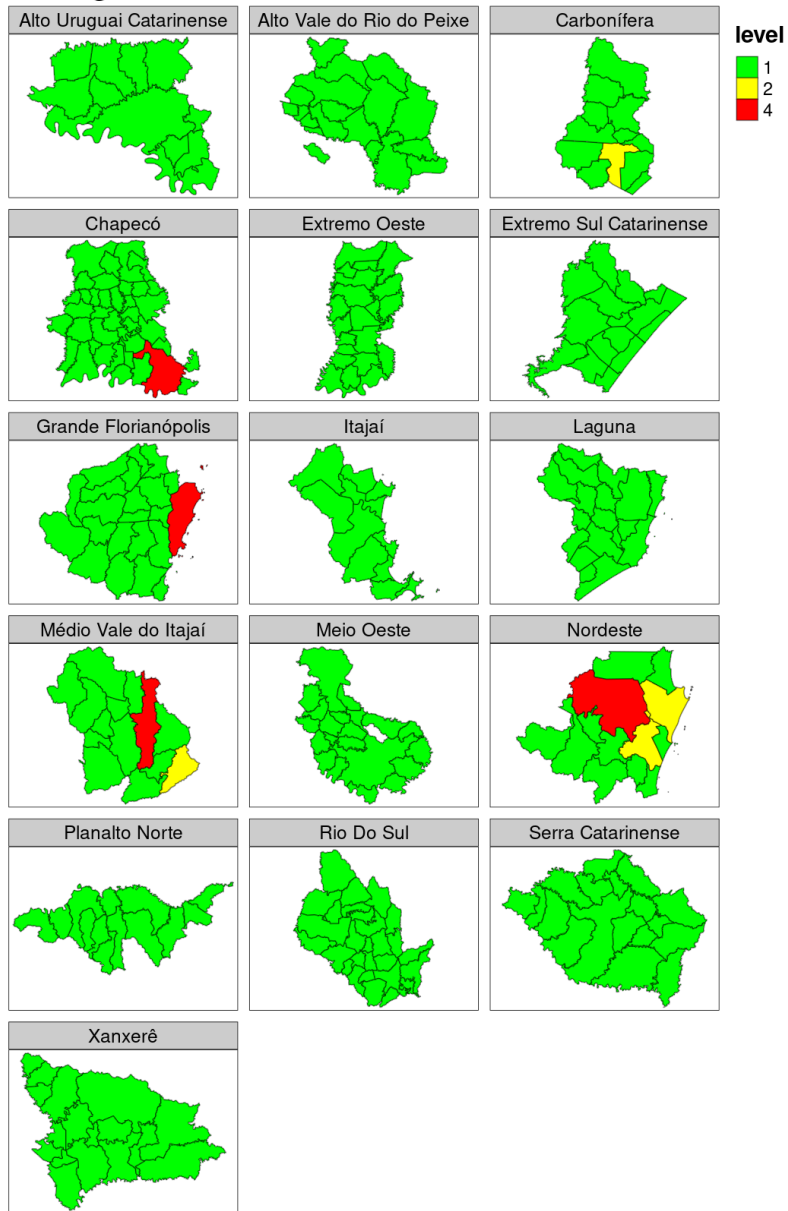 Alto Uruguai Catarinense
Alto Vale do Rio do Peixe
Carbonífera
level
1
2
4
Chapecó
Extremo Oeste
Extremo Sul Catarinense
Grande Florianópolis
Itajaí
Laguna
Médio Vale do Itajaí
Meio Oeste
Nordeste
Planalto Norte
Rio Do Sul
Serra Catarinense
Xanxerê